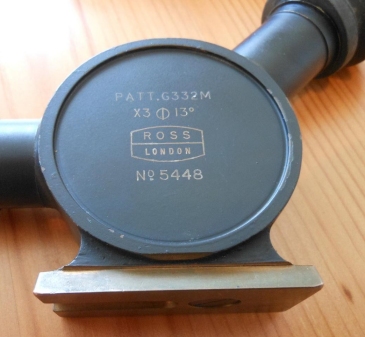 PATT.G332M
X3 ⌽ 13°
ROSS
LONDON
Nº 5448